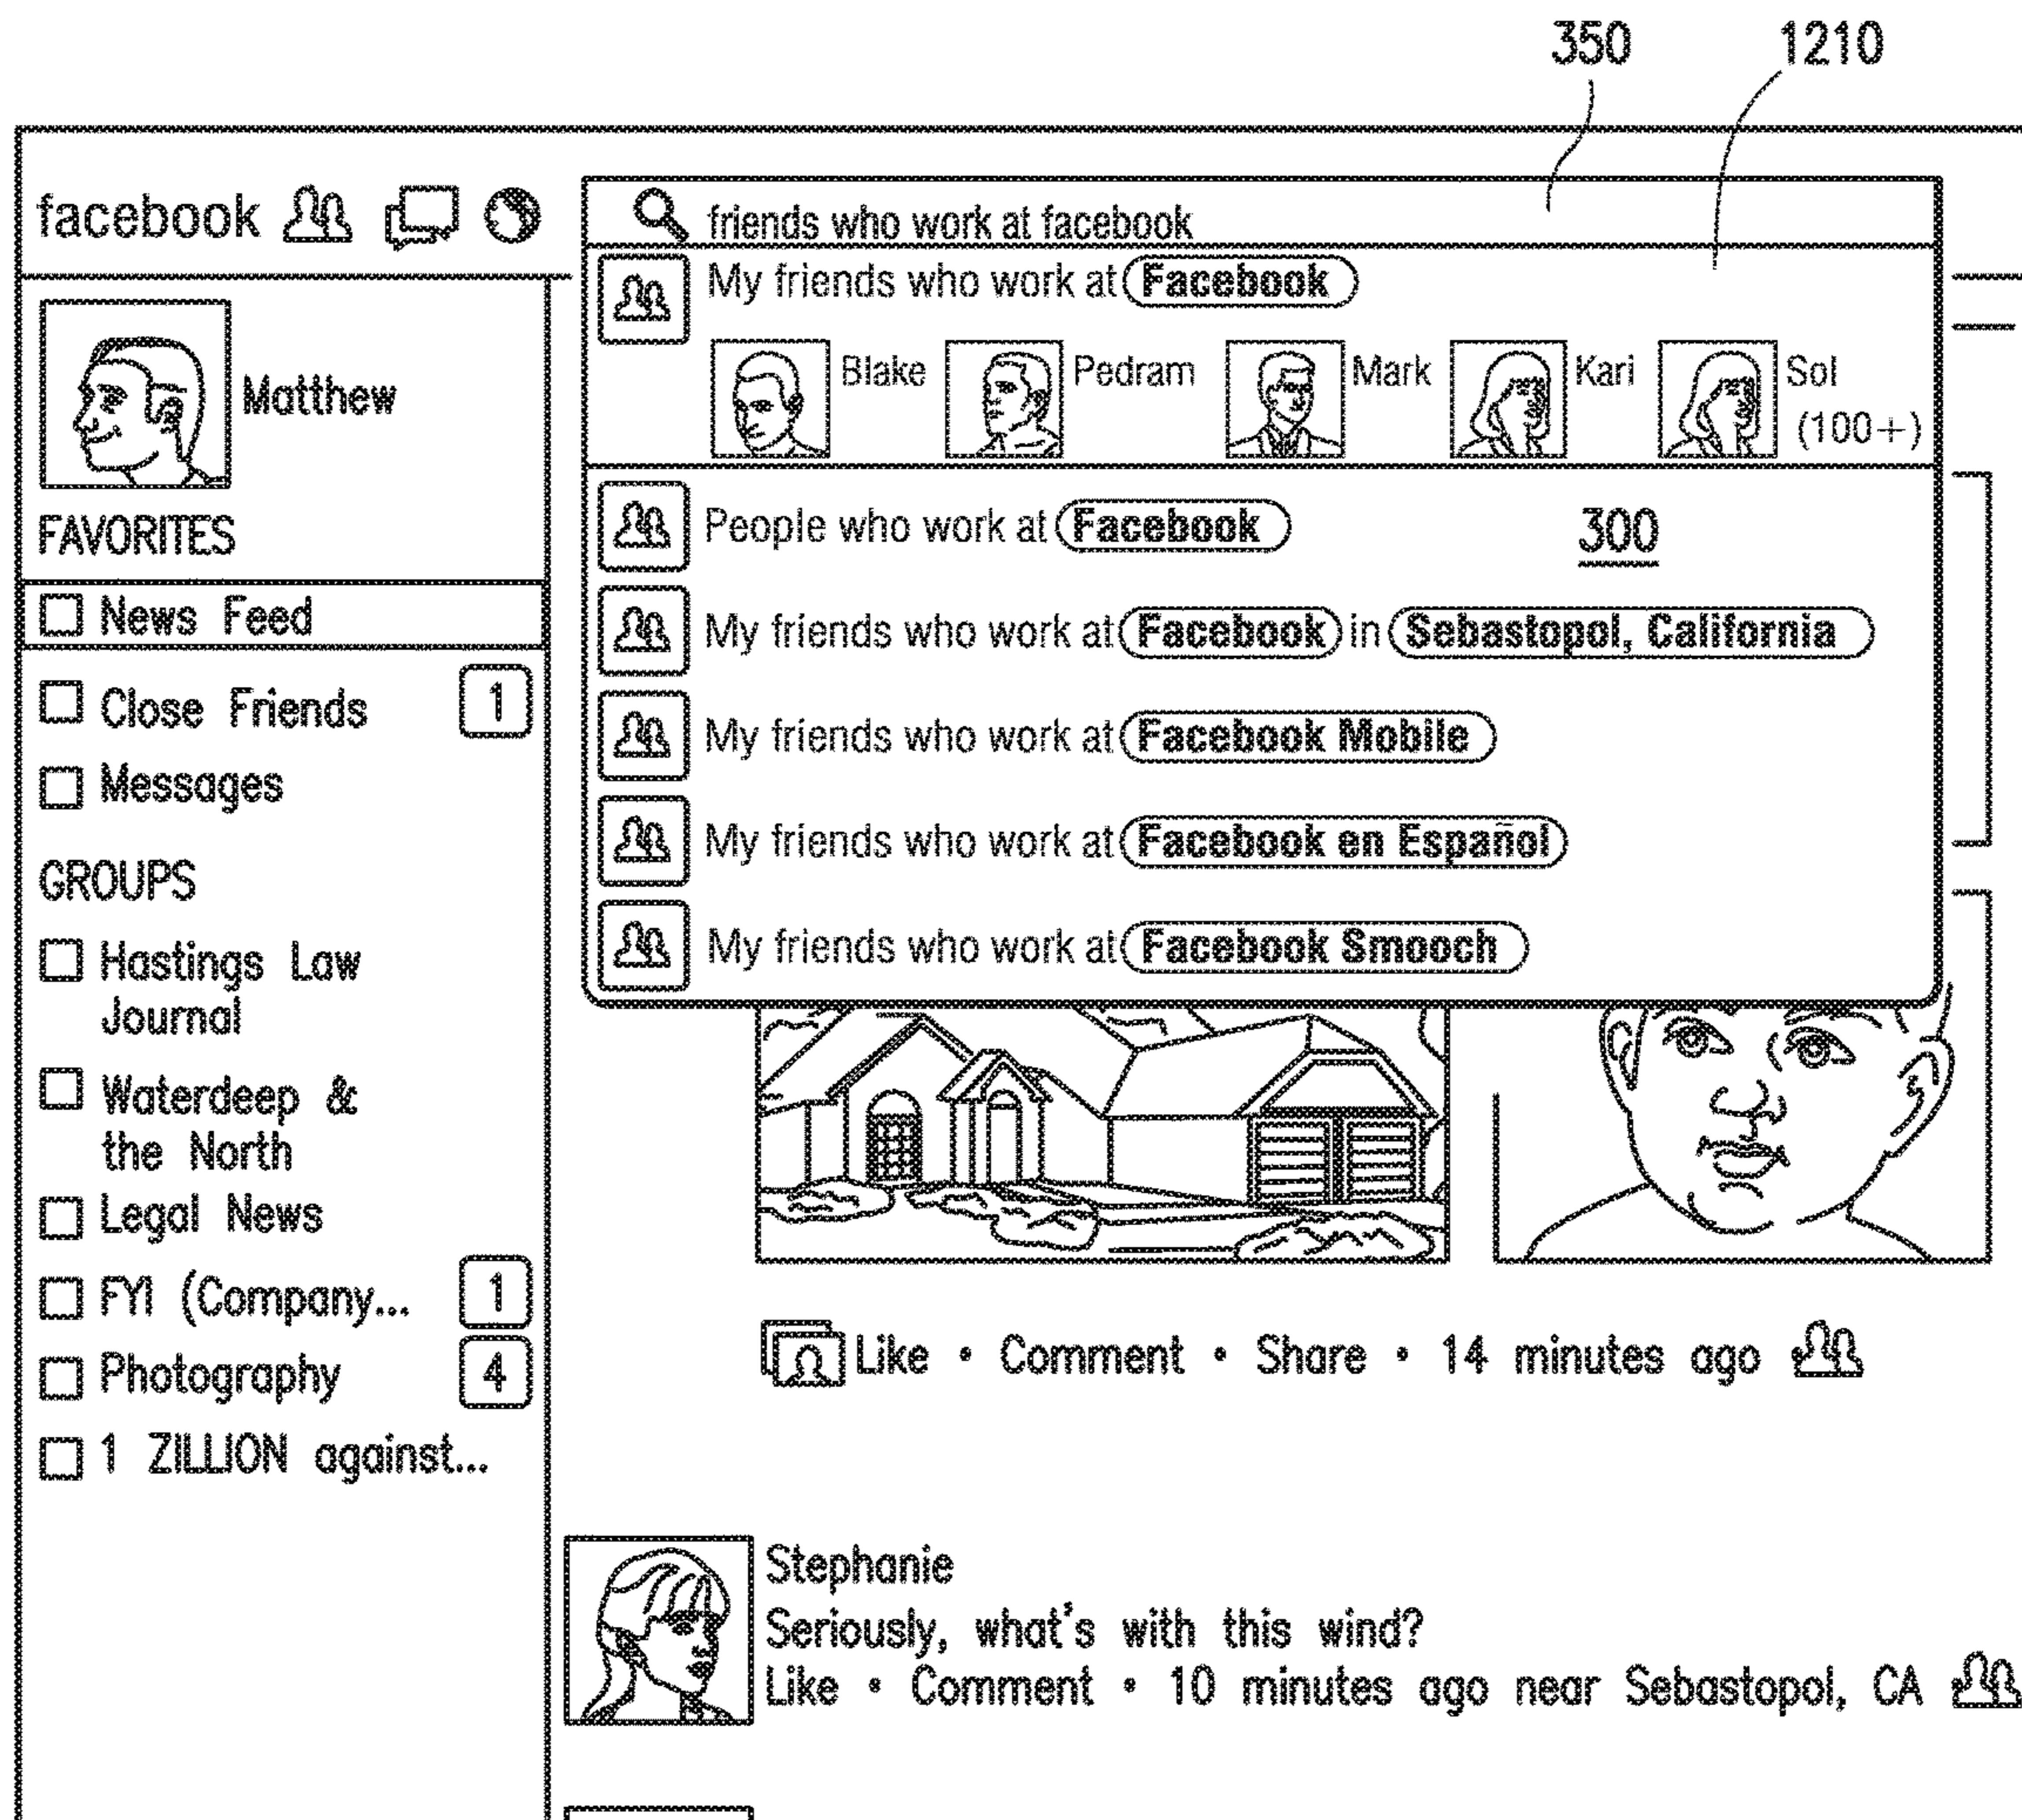 350 1210
facebook
friends who work at facebook
My friends who work at Facebook
Blake Pedram Mark Kari Sol
(100+)
People who work at Facebook
300
My friends who work at Facebook in Sebastopol, California
My friends who work at Facebook Mobile
My friends who work at Facebook en Español
My friends who work at Facebook Smooch
Matthew
FAVORITES
News Feed
Close Friends 1
Messages
GROUPS
Hastings Law
Journal
Waterdeep &
the North
Legal News
FYI (Company... 1
Photography 4
1 ZILLION against...
Like • Comment • Share • 14 minutes ago
Stephanie
Seriously, what's with this wind?
Like • Comment • 10 minutes ago near Sebastopol, CA